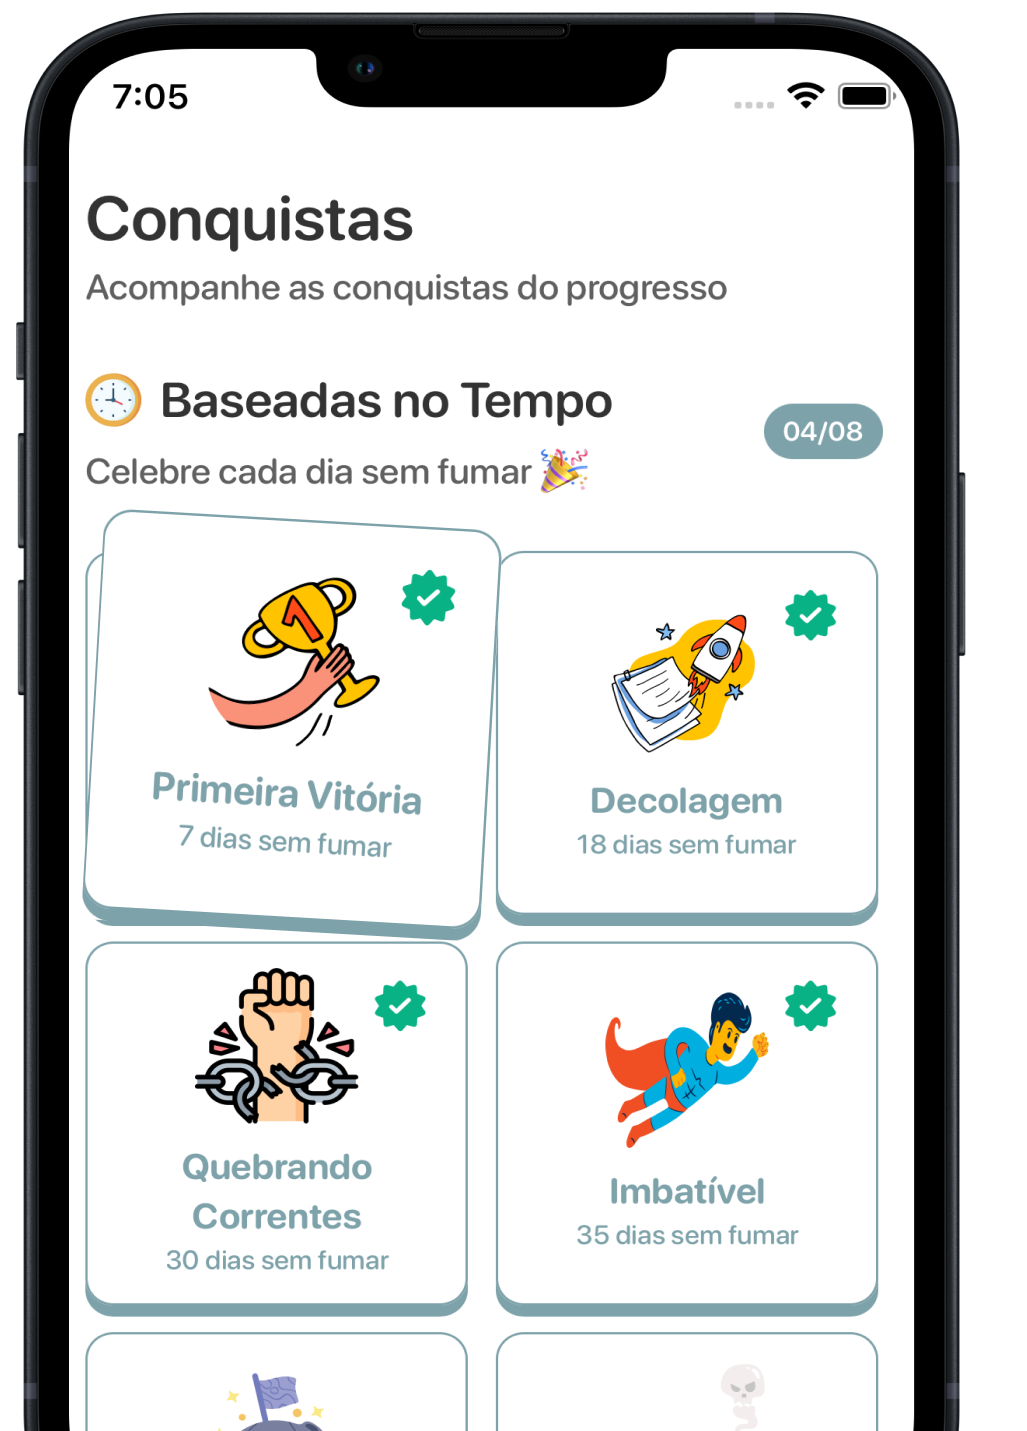 7:05
Conquistas
Acompanhe as conquistas do progresso
Baseadas no Tempo
04/08
Celebre cada dia sem fumar
1
Primeira Vitória
7 dias sem fumar
Decolagem
18 dias sem fumar
Quebrando
Correntes
30 dias sem fumar
Imbatível
35 dias sem fumar